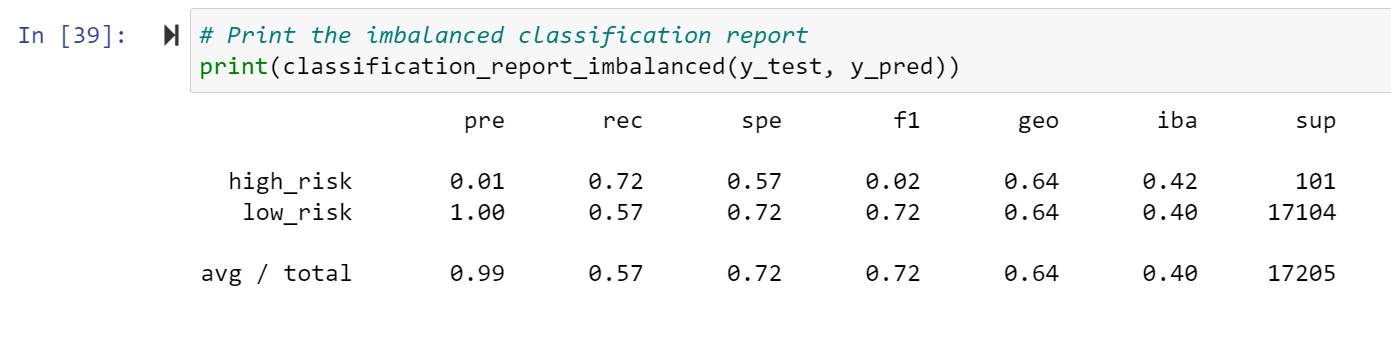 In [39]:
# Print the imbalanced classification report
print(classification_report_imbalanced(y_test, y_pred))
pre rec spe f1 geo iba sup
high_risk 0.01 0.72 0.57 0.02 0.64 0.42 101
low_risk 1.00 0.57 0.72 0.72 0.64 0.40 17104
avg / total 0.99 0.57 0.72 0.72 0.64 0.40 17205